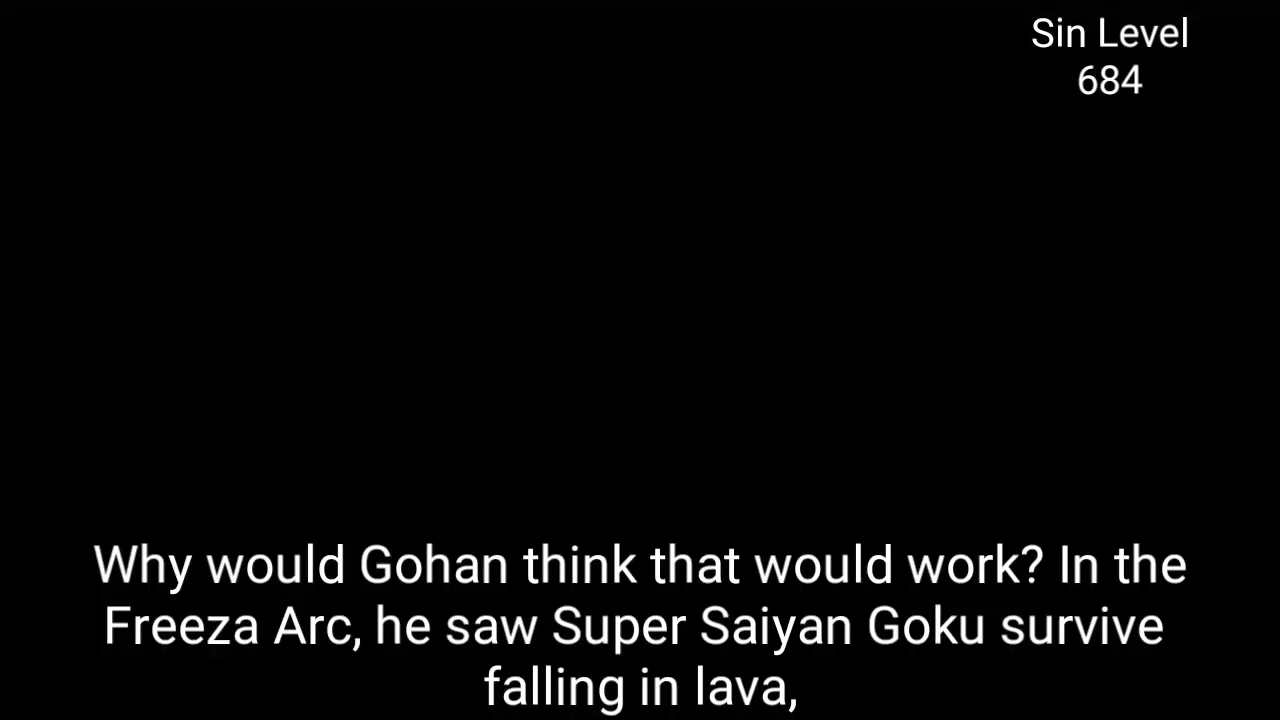 Sin Level
684
Why would Gohan think that would work? In the
Freeza Arc, he saw Super Saiyan Goku survive
falling in lava,